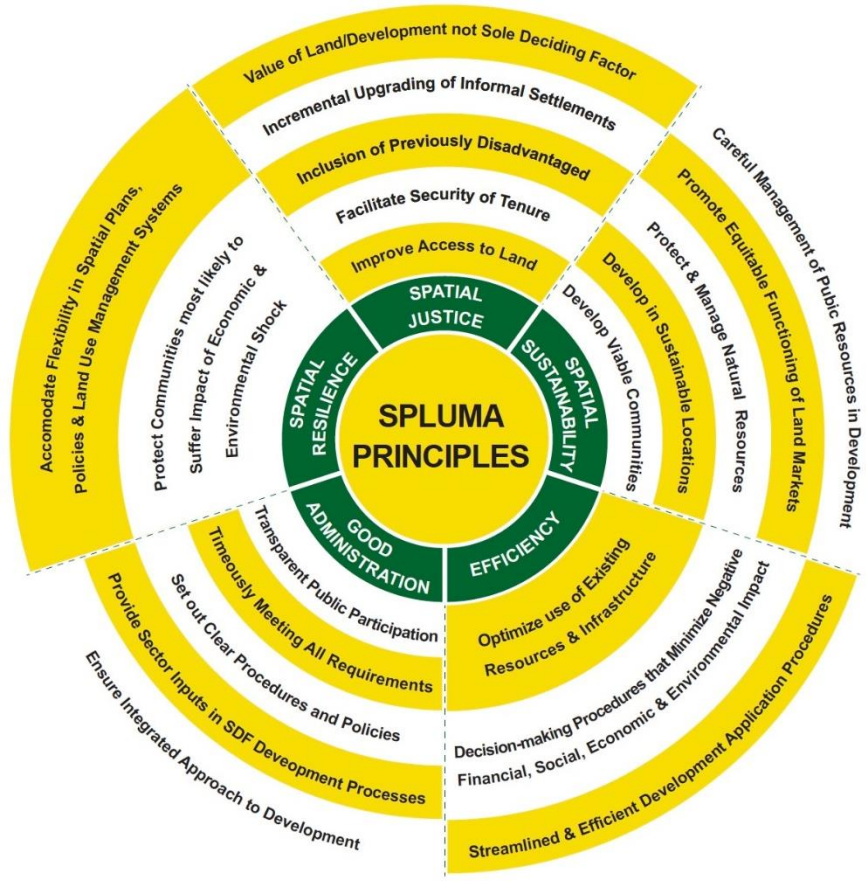 SPLUMA
PRINCIPLES
SPATIAL
JUSTICE
Improve Access to Land
Facilitate Security of Tenure
Inclusion of Previously Disadvantaged
Incremental Upgrading of Informal Settlements
Value of Land/Development not Sole Deciding Factor
SPATIAL
SUSTAINABILITY
Develop Viable Communities
Develop in Sustainable Locations
Protect & Manage Natural Resources
Promote Equitable Functioning of Land Markets
Careful Management of Pubic Resources in Development
EFFICIENCY
Optimize use of Existing
Resources & Infrastructure
Decision-making Procedures that Minimize Negative
Financial, Social, Economic & Environmental Impact
Streamlined & Efficient Development Application Procedures
GOOD
ADMINISTRATION
Transparent Public Participation
Timeously Meeting All Requirements
Set out Clear Procedures and Policies
Provide Sector Inputs in SDF Deveopment Processes
Ensure Integrated Approach to Development
SPATIAL
RESILIENCE
Protect Communities most likely to
Suffer Impact of Economic &
Environmental Shock
Accomodate Flexibility in Spatial Plans,
Policies & Land Use Management Systems